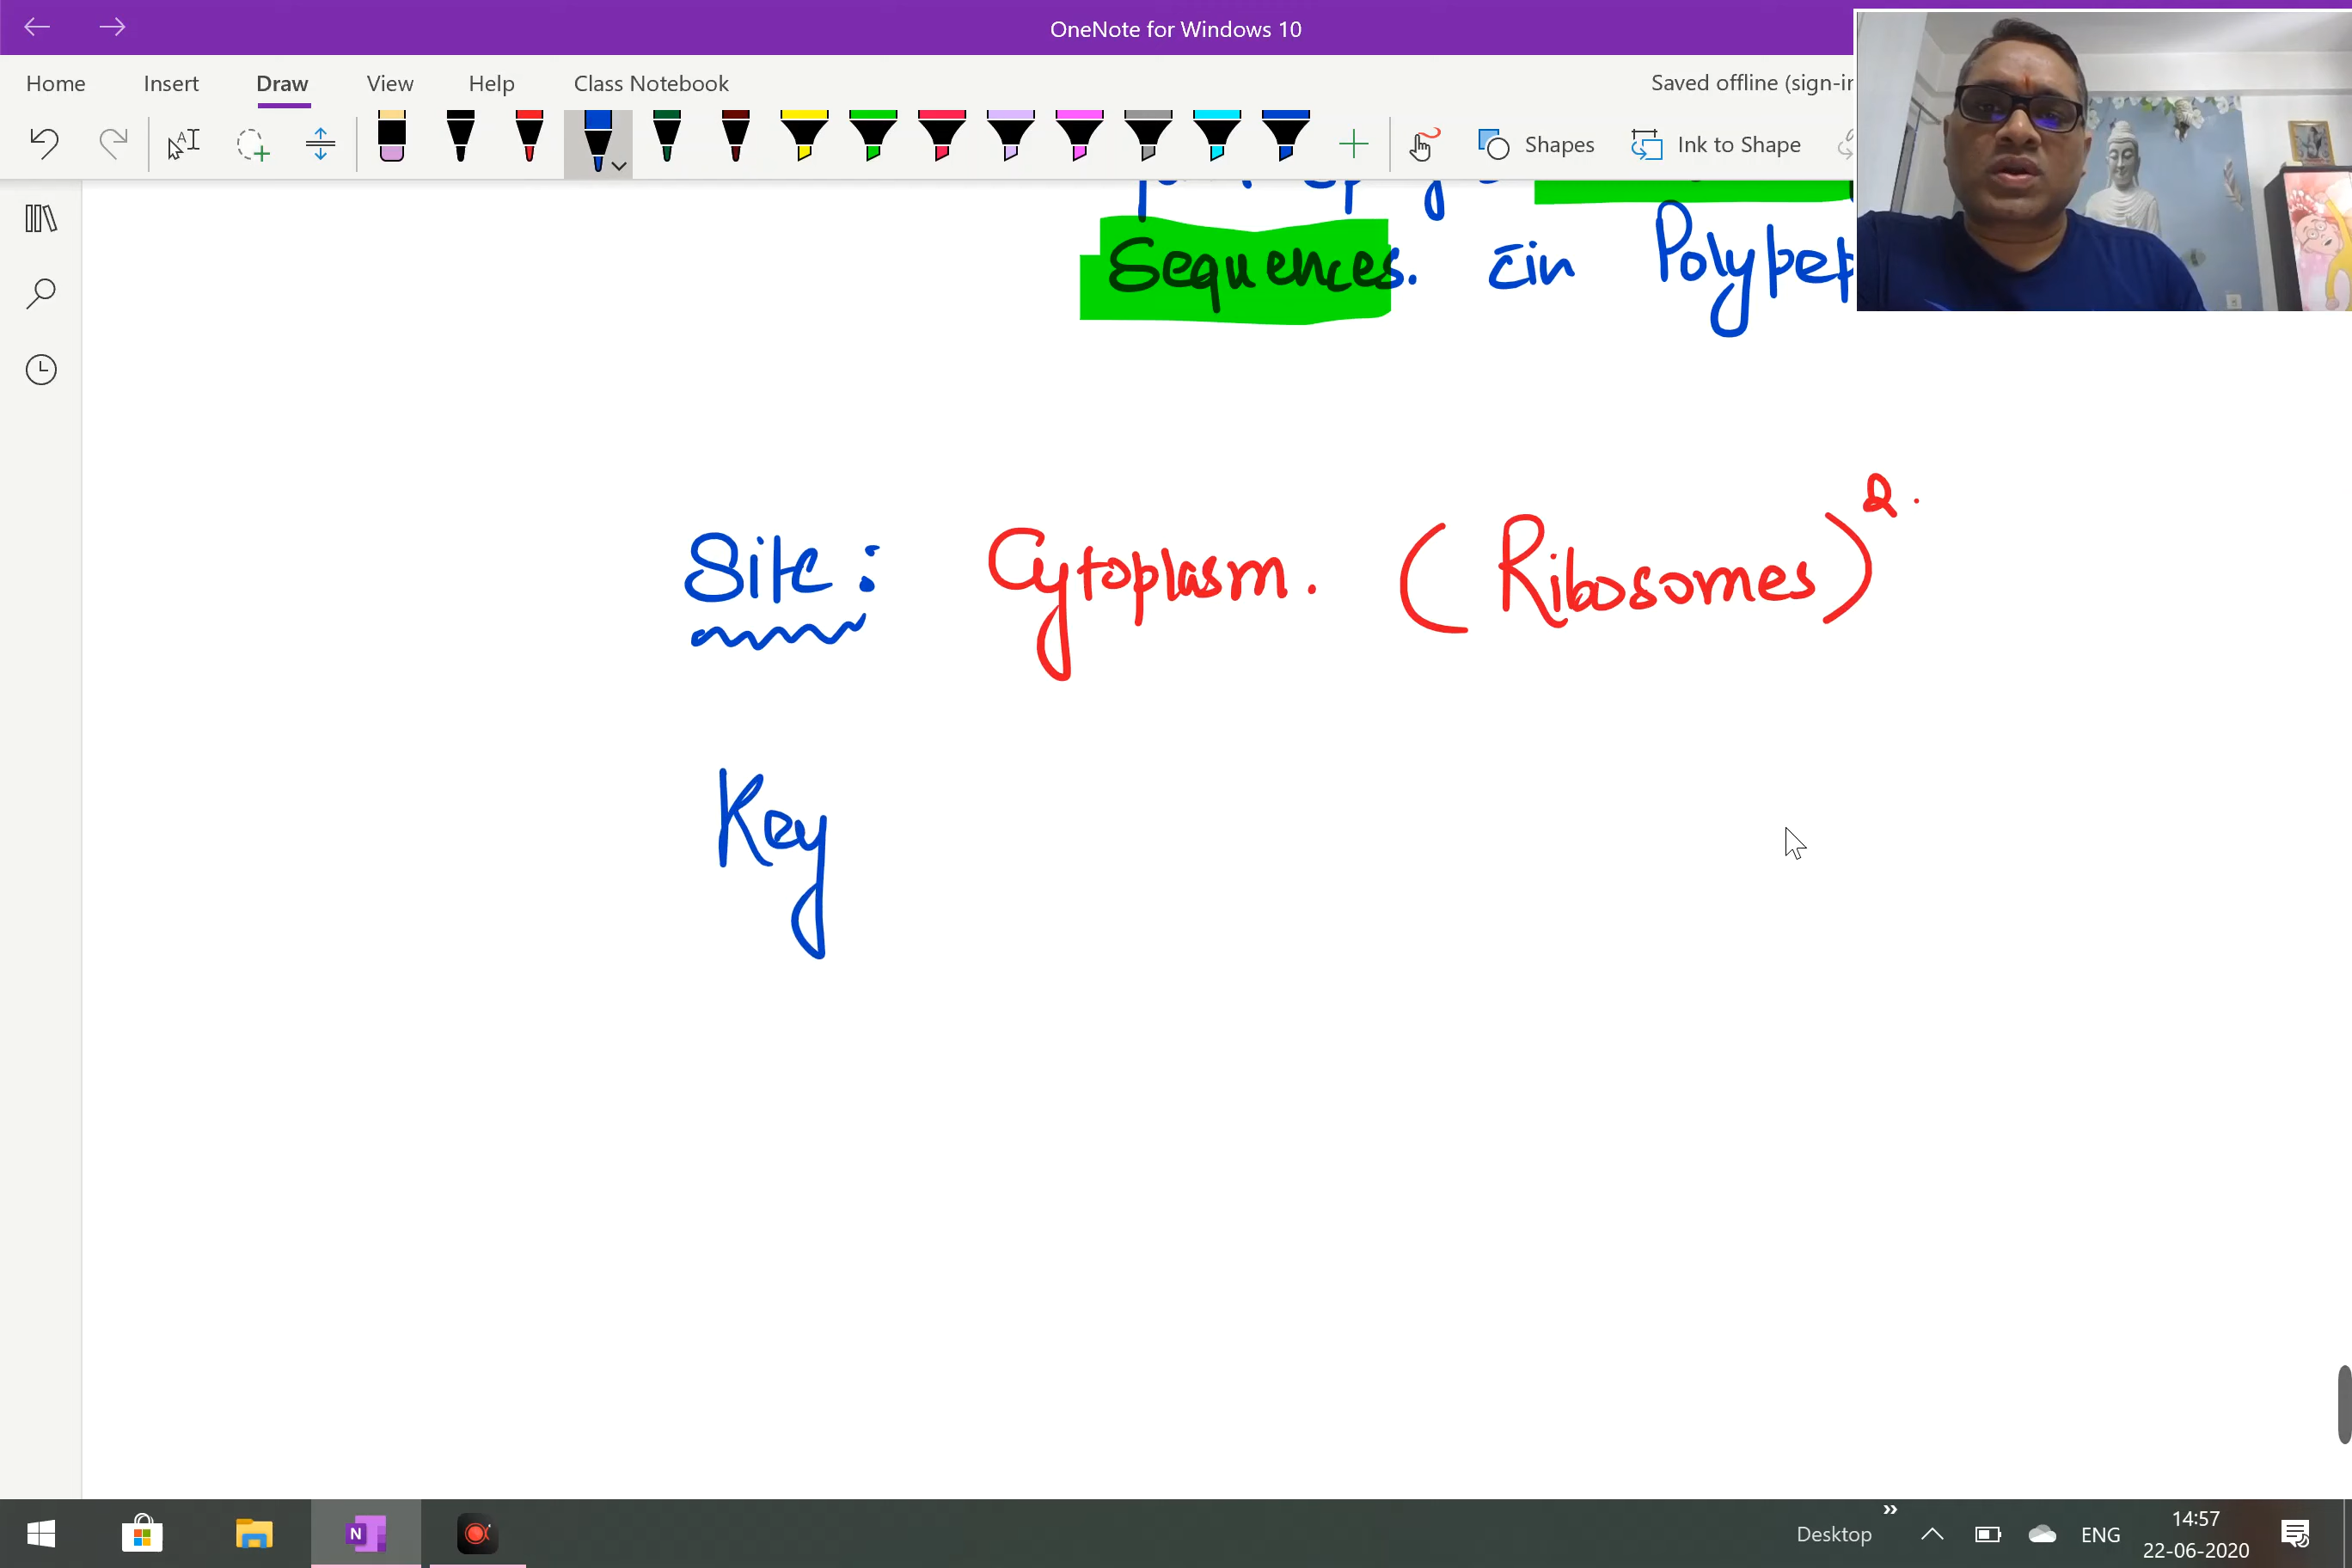 OneNote for Windows 10
Home Insert Draw View Help Class Notebook Saved offline (sign-in
Shapes Ink to Shape
Sequences. in Polypep
Site: Cytoplasm. (Ribosomes)
Key
Desktop ENG 14:57
22-06-2020